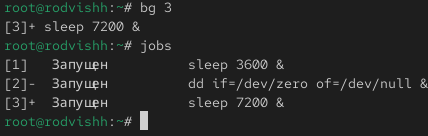 root@rodvishh:~# bg 3
[3]+ sleep 7200 &
root@rodvishh:~# jobs
[1]   Запущен          sleep 3600 &
[2]-  Запущен          dd if=/dev/zero of=/dev/null &
[3]+  Запущен          sleep 7200 &
root@rodvishh:~#